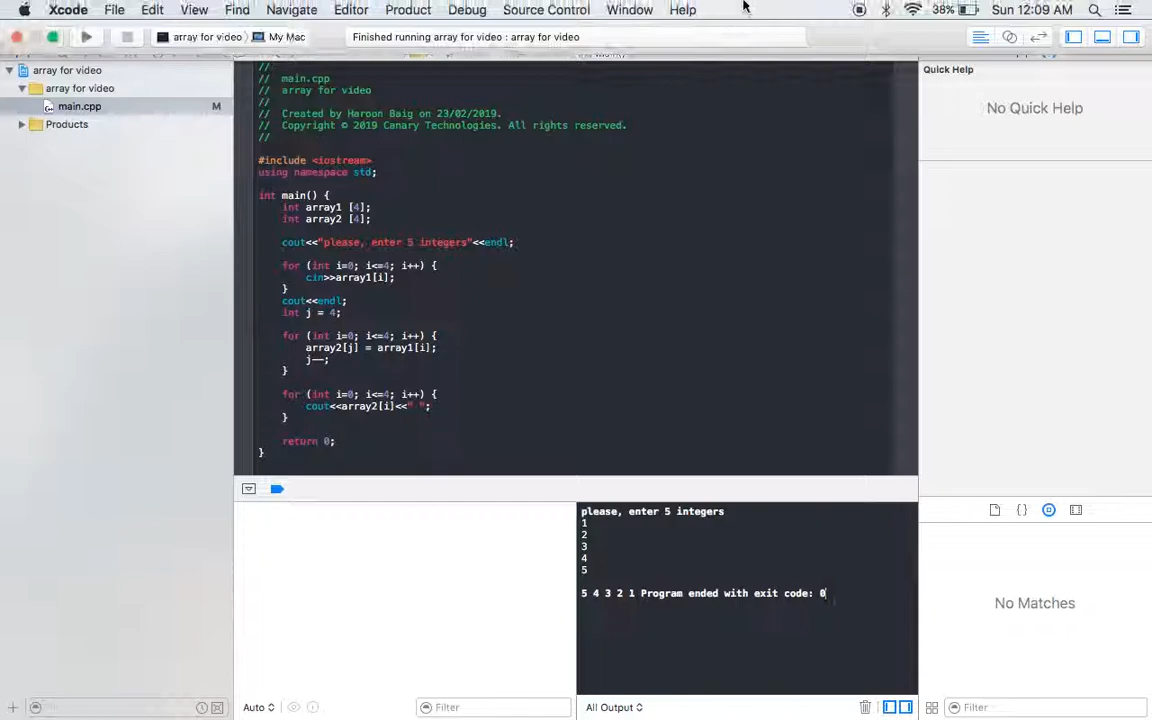 Xcode File Edit View Find Navigate Editor Product Debug Source Control Window Help 38% Sun 12:09 AM
array for video My Mac Finished running array for video : array for video
array for video
array for video
main.cpp M
Products
//
// main.cpp
// array for video
//
// Created by Haroon Baig on 23/02/2019.
// Copyright © 2019 Canary Technologies. All rights reserved.
//
#include <iostream>
using namespace std;
int main() {
int array1 [4];
int array2 [4];
cout<<"please, enter 5 integers"<<endl;
for (int i=0; i<=4; i++) {
cin>>array1[i];
}
cout<<endl;
int j = 4;
for (int i=0; i<=4; i++) {
array2[j] = array1[i];
j--;
}
for (int i=0; i<=4; i++) {
cout<<array2[i]<<" ";
}
return 0;
}
Quick Help
No Quick Help
please, enter 5 integers
1
2
3
4
5
5 4 3 2 1 Program ended with exit code: 0
{ }
No Matches
Filter
Auto
Filter
All Output
Filter